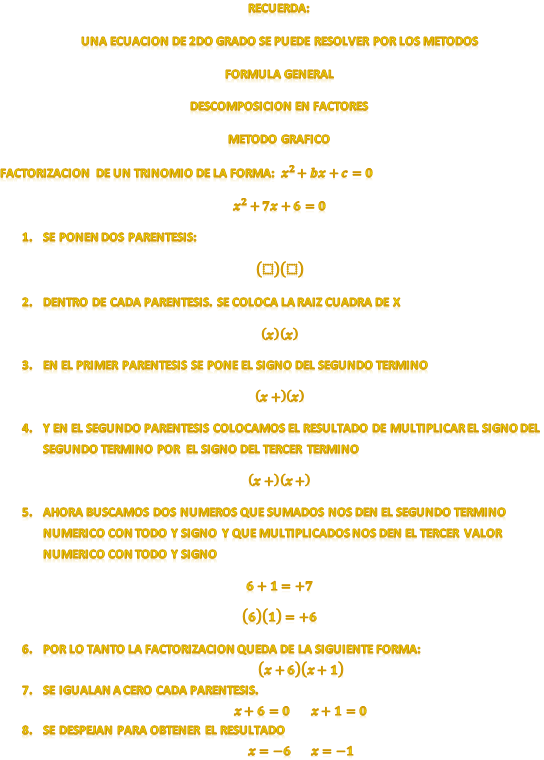 RECUERDA:
UNA ECUACION DE 2DO GRADO SE PUEDE RESOLVER POR LOS METODOS
FORMULA GENERAL
DESCOMPOSICION EN FACTORES
METODO GRAFICO
FACTORIZACION DE UN TRINOMIO DE LA FORMA: x² + bx + c = 0
x² + 7x + 6 = 0
1. SE PONEN DOS PARENTESIS:
(⬚)(⬚)
2. DENTRO DE CADA PARENTESIS. SE COLOCA LA RAIZ CUADRA DE X
(x)(x)
3. EN EL PRIMER PARENTESIS SE PONE EL SIGNO DEL SEGUNDO TERMINO
(x +)(x)
4. Y EN EL SEGUNDO PARENTESIS COLOCAMOS EL RESULTADO DE MULTIPLICAR EL SIGNO DEL
SEGUNDO TERMINO POR EL SIGNO DEL TERCER TERMINO
(x +)(x +)
5. AHORA BUSCAMOS DOS NUMEROS QUE SUMADOS NOS DEN EL SEGUNDO TERMINO
NUMERICO CON TODO Y SIGNO Y QUE MULTIPLICADOS NOS DEN EL TERCER VALOR
NUMERICO CON TODO Y SIGNO
6 + 1 = +7
(6)(1) = +6
6. POR LO TANTO LA FACTORIZACION QUEDA DE LA SIGUIENTE FORMA:
(x + 6)(x + 1)
7. SE IGUALAN A CERO CADA PARENTESIS.
x + 6 = 0 x + 1 = 0
8. SE DESPEJAN PARA OBTENER EL RESULTADO
x = −6 x = −1